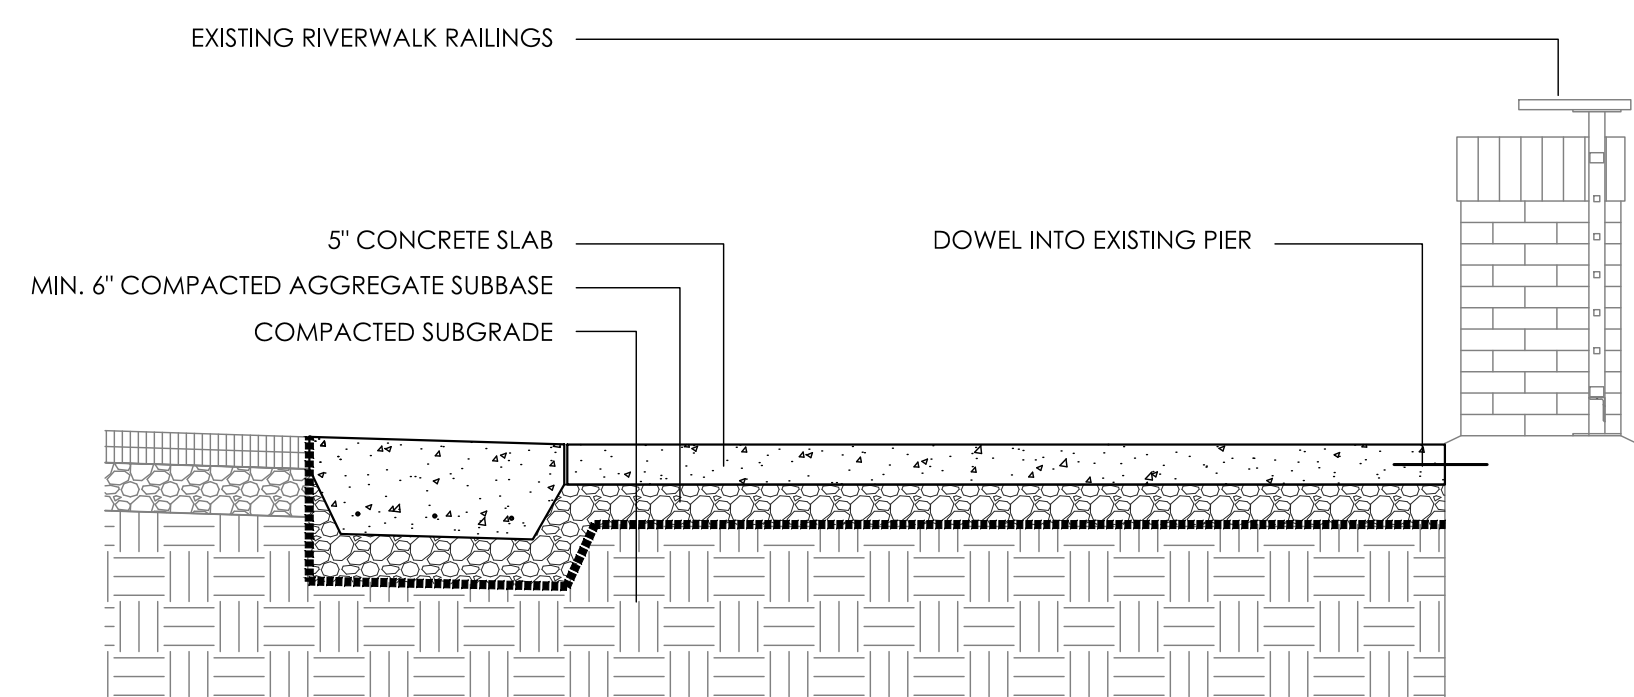 EXISTING RIVERWALK RAILINGS
5" CONCRETE SLAB
DOWEL INTO EXISTING PIER
MIN. 6" COMPACTED AGGREGATE SUBBASE
COMPACTED SUBGRADE